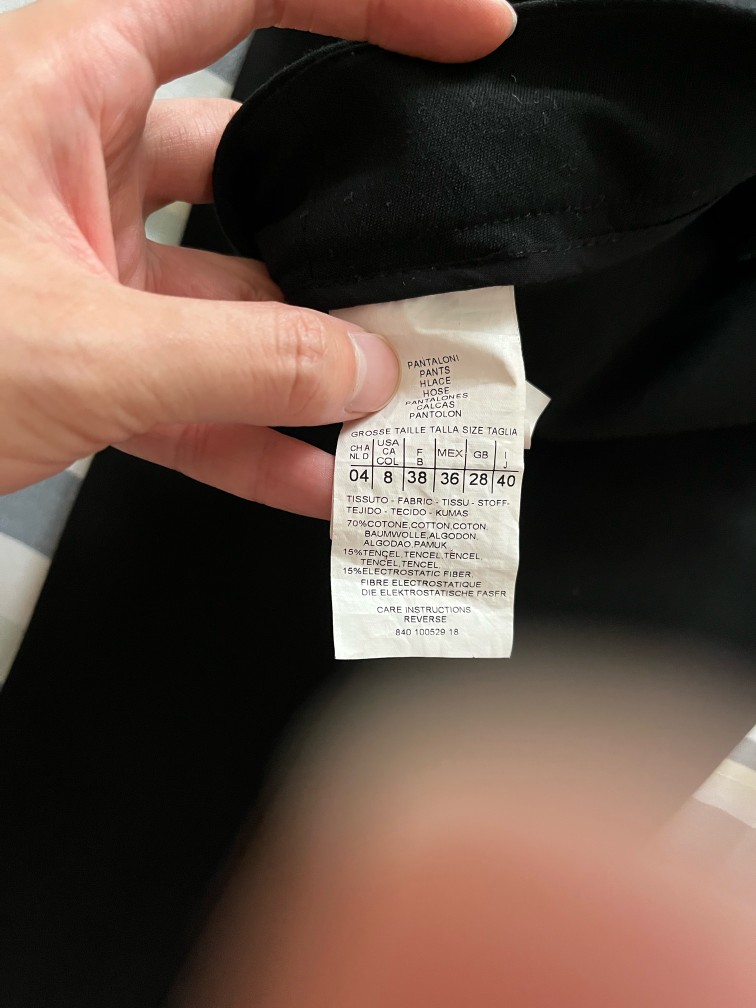 PANTALONI
PANTS
HLACE
HOSE
PANTALONES
CALCAS
PANTOLON
GROSSE TAILLE TALLA SIZE TAGLIA
CH A NL D USA CA COL F B MEX GB I J
04 8 38 36 28 40
TISSUTO - FABRIC - TISSU - STOFF-
TEJIDO - TECIDO - KUMAS
70%COTONE,COTTON,COTON
BAUMWOLLE,ALGODON.
ALGODAO,PAMUK
15%TENCEL,TENCEL,TENCEL,
TENCEL,TENCEL
15%ELECTROSTATIC FIBER,
FIBRE ELECTROSTATIQUE
DIE ELEKTROSTATISCHE FASFR
CARE INSTRUCTIONS
REVERSE
840 100529 16